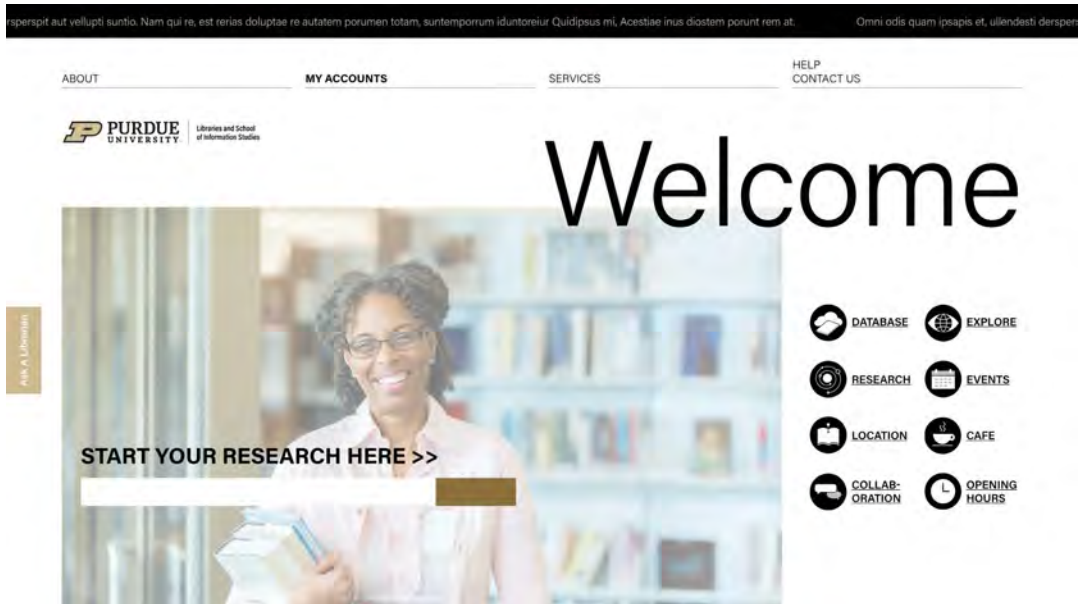 rsperspit aut vellupti suntio. Nam qui re, est rerias doluptae re autatem porumen totam, suntemporrum iduntoreiur Quidipsus mi, Acestiae inus diostem porunt rem at. Omni odis quam ipsapis et, ullendesti dersper
ABOUT
MY ACCOUNTS
SERVICES
HELP
CONTACT US
PURDUE
UNIVERSITY
Libraries and School
of Information Studies
Welcome
Ask A Librarian
START YOUR RESEARCH HERE >>
DATABASE
EXPLORE
RESEARCH
EVENTS
LOCATION
CAFE
COLLAB-
ORATION
OPENING
HOURS